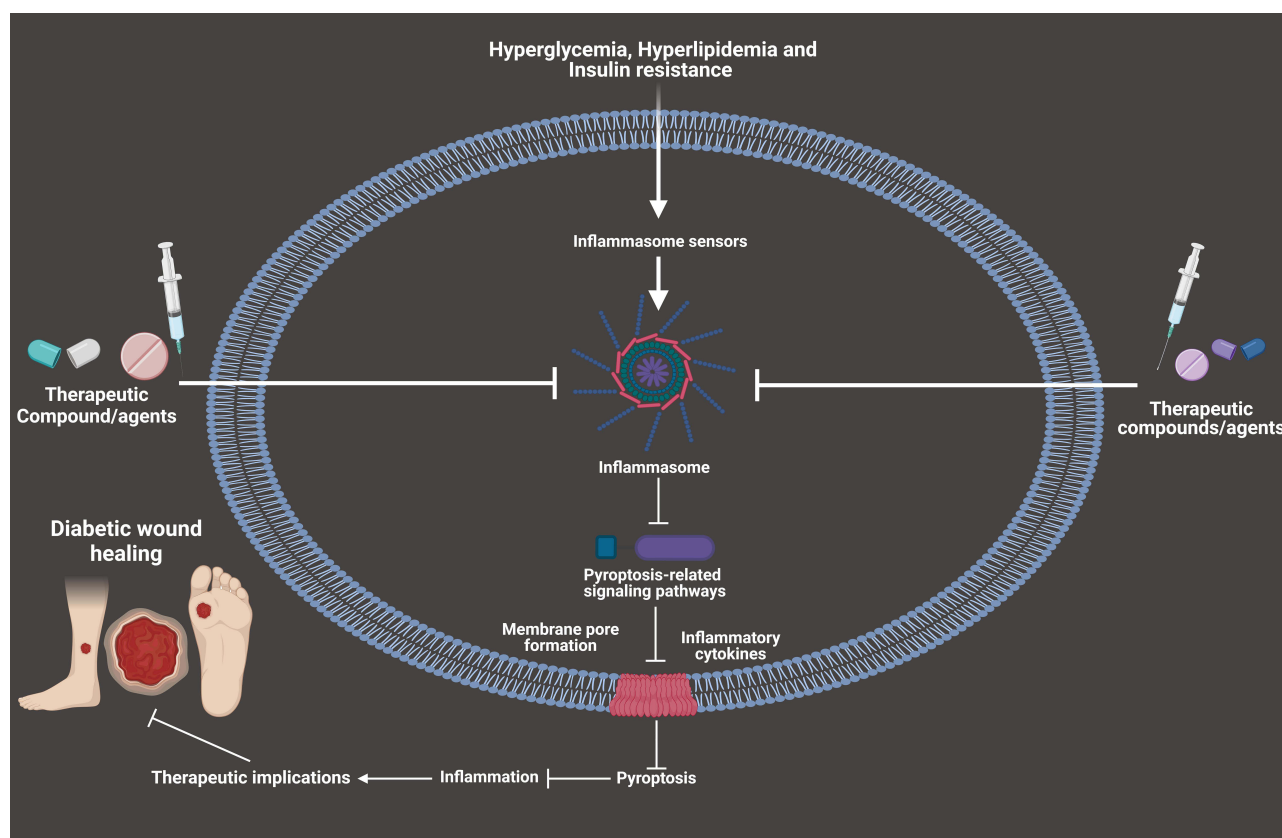 Hyperglycemia, Hyperlipidemia and
Insulin resistance
Inflammasome sensors
Therapeutic
Compound/agents
Therapeutic
compounds/agents
Inflammasome
Diabetic wound
healing
Pyroptosis-related
signaling pathways
Membrane pore
formation
Inflammatory
cytokines
Therapeutic implications
Inflammation
Pyroptosis